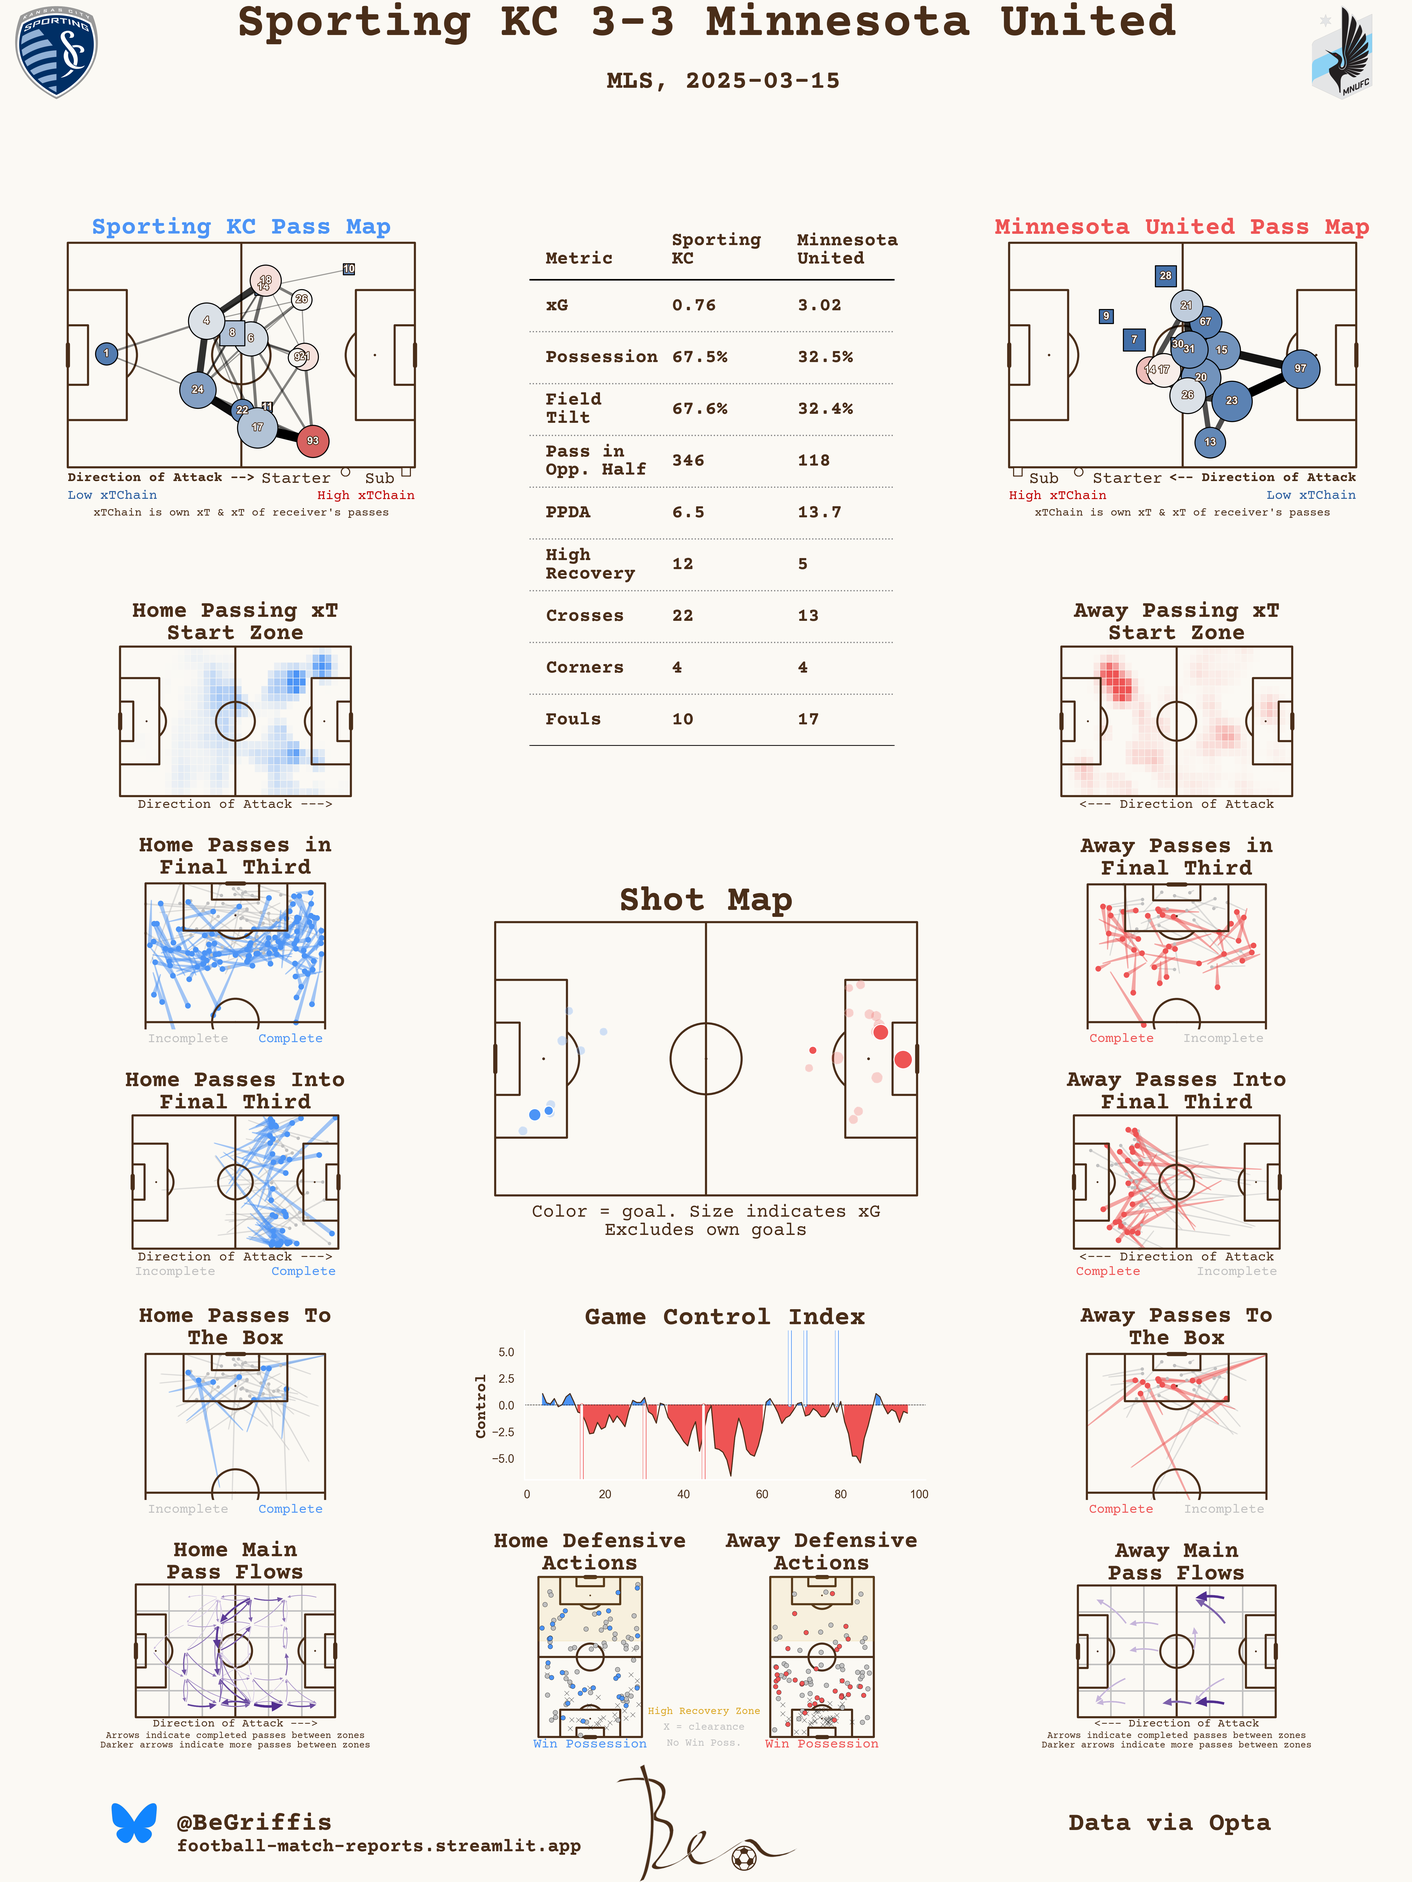 Sporting KC 3-3 Minnesota United
MLS, 2025-03-15
KANSAS CITY
SPORTING
MNUFC
Sporting KC Pass Map
10
18
14
26
4
8
6
1
9
21
24
22
11
17
93
Direction of Attack --> Starter Sub
Low xTChain High xTChain
xTChain is own xT & xT of receiver's passes
Metric Sporting KC Minnesota United
xG 0.76 3.02
Possession 67.5% 32.5%
Field Tilt 67.6% 32.4%
Pass in Opp. Half 346 118
PPDA 6.5 13.7
High Recovery 12 5
Crosses 22 13
Corners 4 4
Fouls 10 17
Minnesota United Pass Map
28
21
9
67
7
30
31
15
14
17
20
97
26
23
13
Sub Starter <-- Direction of Attack
High xTChain Low xTChain
xTChain is own xT & xT of receiver's passes
Home Passing xT
Start Zone
Direction of Attack --->
Away Passing xT
Start Zone
<--- Direction of Attack
Home Passes in
Final Third
Incomplete Complete
Away Passes in
Final Third
Complete Incomplete
Shot Map
Color = goal. Size indicates xG
Excludes own goals
Home Passes Into
Final Third
Direction of Attack --->
Incomplete Complete
Away Passes Into
Final Third
<--- Direction of Attack
Complete Incomplete
Home Passes To
The Box
Incomplete Complete
Game Control Index
Control
5.0
2.5
0.0
−2.5
−5.0
0 20 40 60 80 100
Away Passes To
The Box
Complete Incomplete
Home Main
Pass Flows
Direction of Attack --->
Arrows indicate completed passes between zones
Darker arrows indicate more passes between zones
Home Defensive
Actions
Win Possession
High Recovery Zone
X = clearance
No Win Poss.
Away Defensive
Actions
Win Possession
Away Main
Pass Flows
<--- Direction of Attack
Arrows indicate completed passes between zones
Darker arrows indicate more passes between zones
@BeGriffis
football-match-reports.streamlit.app
Ben
Data via Opta